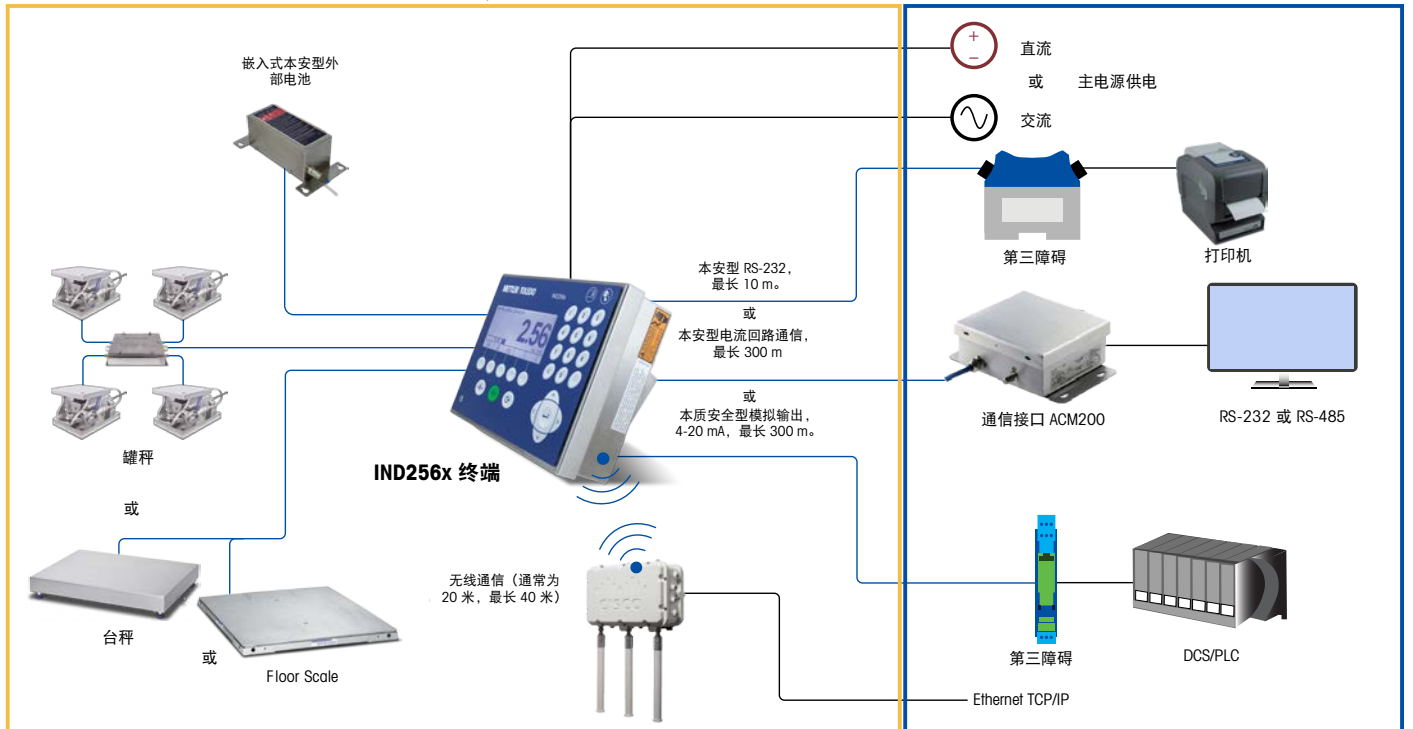 嵌入式本安型外
部电池
直流
或
主电源供电
交流
第三障碍
打印机
本安型 RS-232，
最长 10 m。
或
本安型电流回路通信，
最长 300 m
或
本质安全型模拟输出，
4-20 mA，最长 300 m。
METTLER TOLEDO
IND256x
2.56
通信接口 ACM200
RS-232 或 RS-485
罐秤
IND256x 终端
或
台秤
或
Floor Scale
无线通信（通常为
20 米，最长 40 米）
CISCO
第三障碍
DCS/PLC
Ethernet TCP/IP